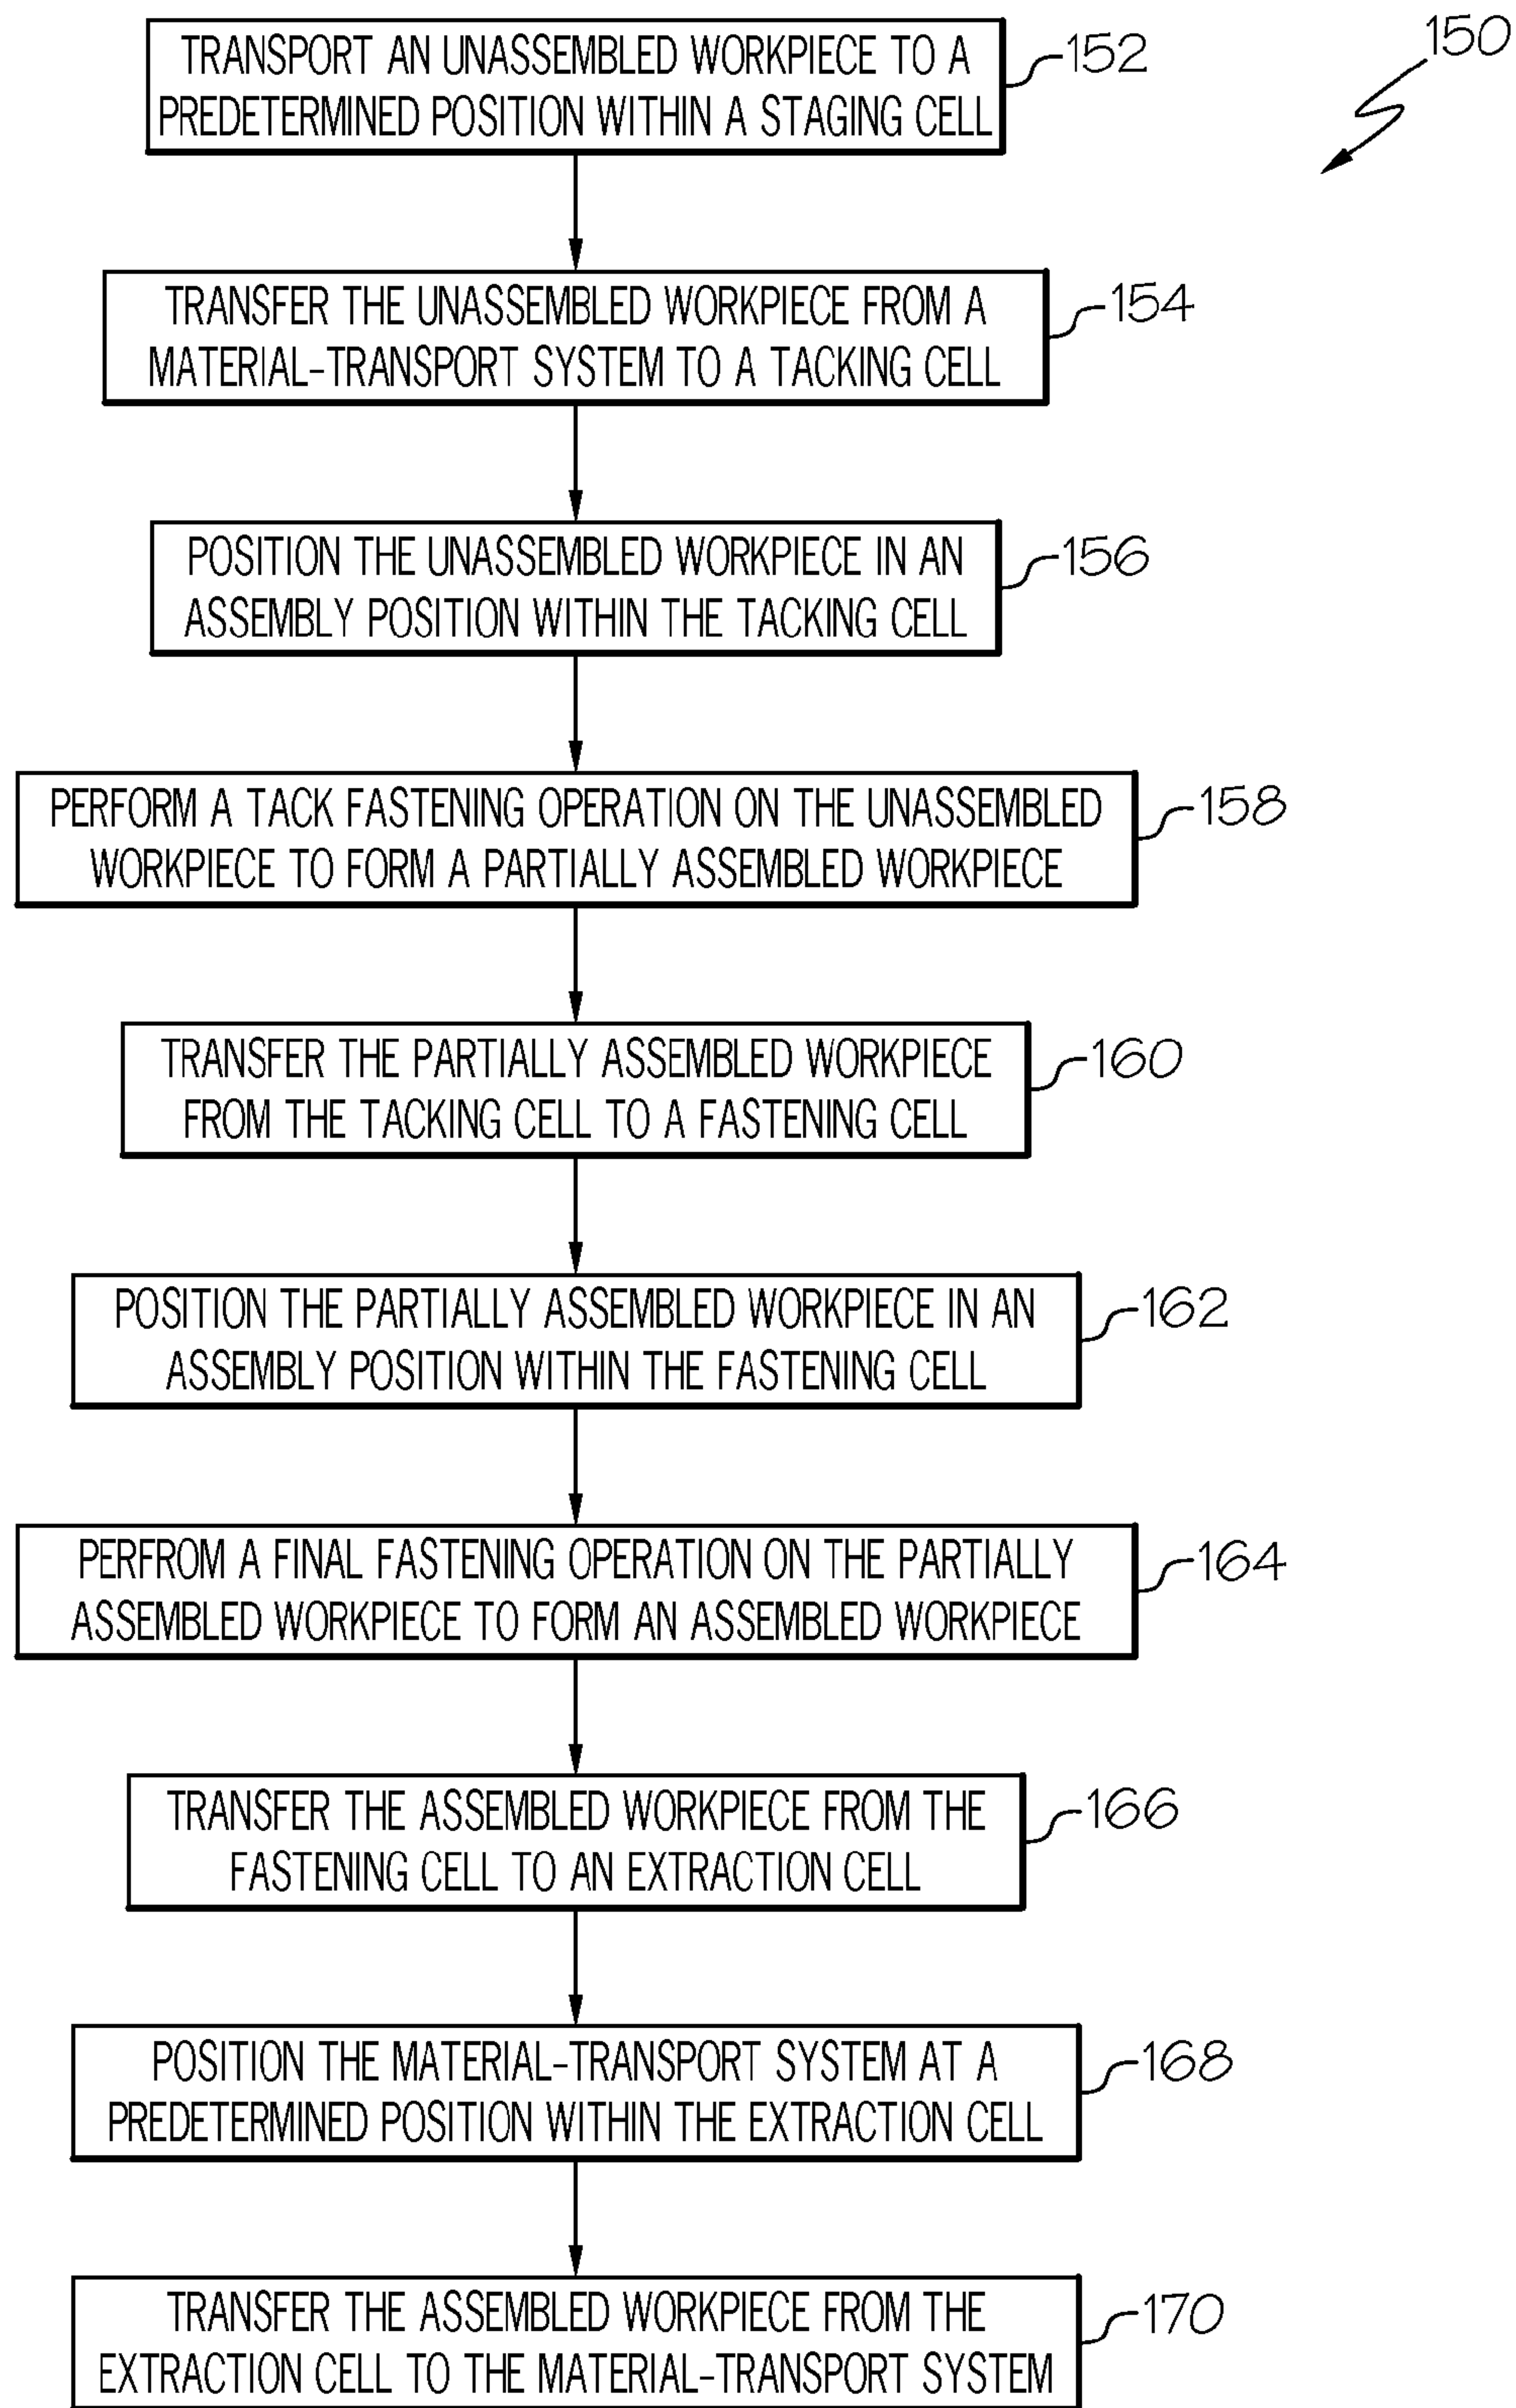 150
TRANSPORT AN UNASSEMBLED WORKPIECE TO A
PREDETERMINED POSITION WITHIN A STAGING CELL
152
TRANSFER THE UNASSEMBLED WORKPIECE FROM A
MATERIAL-TRANSPORT SYSTEM TO A TACKING CELL
154
POSITION THE UNASSEMBLED WORKPIECE IN AN
ASSEMBLY POSITION WITHIN THE TACKING CELL
156
PERFORM A TACK FASTENING OPERATION ON THE UNASSEMBLED
WORKPIECE TO FORM A PARTIALLY ASSEMBLED WORKPIECE
158
TRANSFER THE PARTIALLY ASSEMBLED WORKPIECE
FROM THE TACKING CELL TO A FASTENING CELL
160
POSITION THE PARTIALLY ASSEMBLED WORKPIECE IN AN
ASSEMBLY POSITION WITHIN THE FASTENING CELL
162
PERFROM A FINAL FASTENING OPERATION ON THE PARTIALLY
ASSEMBLED WORKPIECE TO FORM AN ASSEMBLED WORKPIECE
164
TRANSFER THE ASSEMBLED WORKPIECE FROM THE
FASTENING CELL TO AN EXTRACTION CELL
166
POSITION THE MATERIAL-TRANSPORT SYSTEM AT A
PREDETERMINED POSITION WITHIN THE EXTRACTION CELL
168
TRANSFER THE ASSEMBLED WORKPIECE FROM THE
EXTRACTION CELL TO THE MATERIAL-TRANSPORT SYSTEM
170